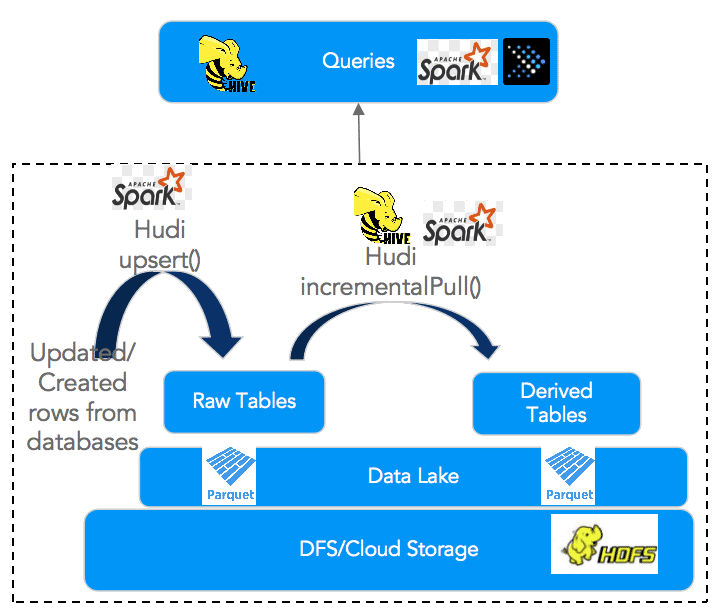 HIVE
Queries
APACHE
Spark
APACHE
Spark
Hudi
upsert()
HIVE
APACHE
Spark
Hudi
incrementalPull()
Updated/
Created
rows from
databases
Raw Tables
Derived
Tables
Parquet
Data Lake
Parquet
DFS/Cloud Storage
HDFS